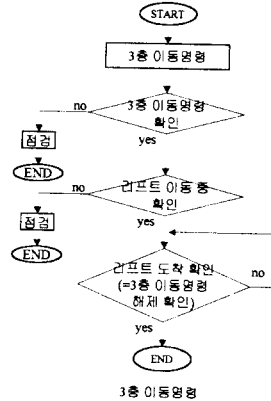 START
3층 이동명령
3층 이동명령
확인
no
yes
점검
END
리프트 이동 중
확인
no
yes
점검
END
리프트 도착 확인
(=3층 이동명령
해제 확인)
no
yes
END
3층 이동명령